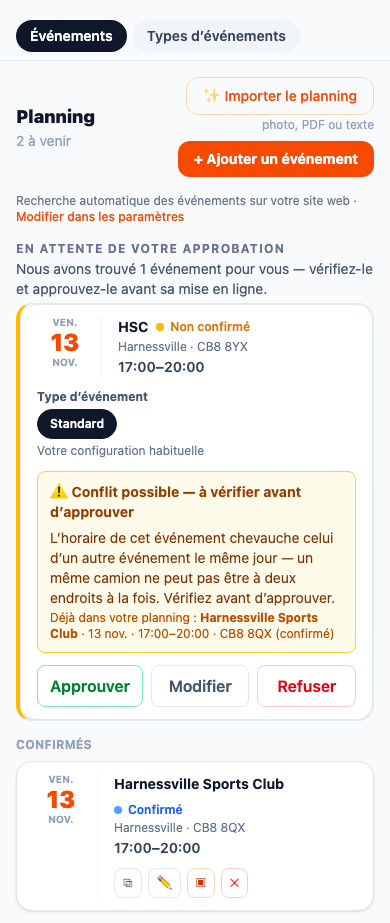 Événements
Types d'événements
Planning
2 à venir
✨ Importer le planning
photo, PDF ou texte
+ Ajouter un événement
Recherche automatique des événements sur votre site web ·
Modifier dans les paramètres
EN ATTENTE DE VOTRE APPROBATION
Nous avons trouvé 1 événement pour vous — vérifiez-le
et approuvez-le avant sa mise en ligne.
VEN.
13
NOV.
HSC
Non confirmé
Harnessville · CB8 8YX
17:00–20:00
Type d'événement
Standard
Votre configuration habituelle
⚠️ Conflit possible — à vérifier avant
d'approuver
L'horaire de cet événement chevauche celui
d'un autre événement le même jour — un
même camion ne peut pas être à deux
endroits à la fois. Vérifiez avant d'approuver.
Déjà dans votre planning : Harnessville Sports
Club · 13 nov. · 17:00–20:00 · CB8 8QX (confirmé)
Approuver
Modifier
Refuser
CONFIRMÉS
VEN.
13
NOV.
Harnessville Sports Club
Confirmé
Harnessville · CB8 8QX
17:00–20:00